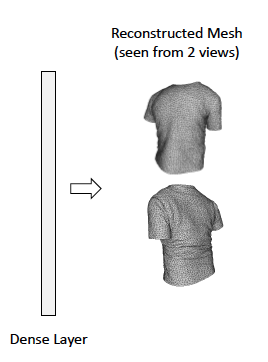 Reconstructed Mesh
(seen from 2 views)
Dense Layer